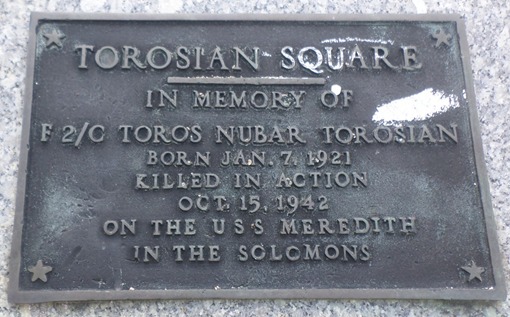 TOROSIAN SQUARE
IN MEMORY OF
F 2/C TOROS NUBAR TOROSIAN
BORN JAN. 7, 1921
KILLED IN ACTION
OCT. 15, 1942
ON THE U.S.S MEREDITH
IN THE SOLOMONS